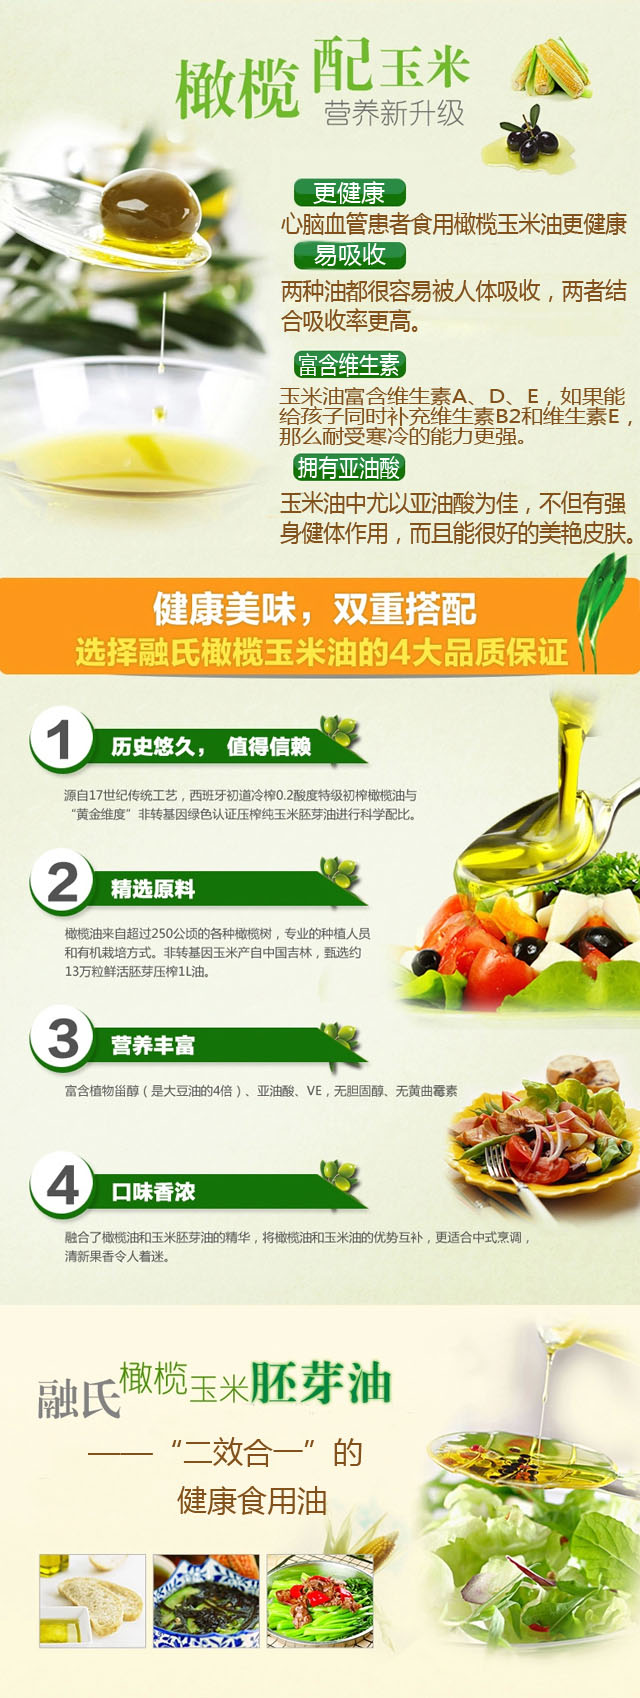 橄榄配玉米
营养新升级
更健康
心脑血管患者食用橄榄玉米油更健康
易吸收
两种油都很容易被人体吸收，两者结
合吸收率更高。
富含维生素
玉米油富含维生素A、D、E，如果能
给孩子同时补充维生素B2和维生素E，
那么耐受寒冷的能力更强。
拥有亚油酸
玉米油中尤以亚油酸为佳，不但有强
身健体作用，而且能很好的美艳皮肤。
健康美味，双重搭配
选择融氏橄榄玉米油的4大品质保证
1 历史悠久， 值得信赖
源自17世纪传统工艺，西班牙初道冷榨0.2酸度特级初榨橄榄油与
“黄金维度”非转基因绿色认证压榨纯玉米胚芽油进行科学配比。
2 精选原料
橄榄油来自超过250公顷的各种橄榄树，专业的种植人员
和有机栽培方式。非转基因玉米产自中国吉林，甄选约
13万粒鲜活胚芽压榨1L油。
3 营养丰富
富含植物甾醇（是大豆油的4倍）、亚油酸、VE，无胆固醇、无黄曲霉素
4 口味香浓
融合了橄榄油和玉米胚芽油的精华，将橄榄油和玉米油的优势互补，更适合中式烹调，
清新果香令人着迷。
融氏橄榄玉米胚芽油
——“二效合一”的
健康食用油